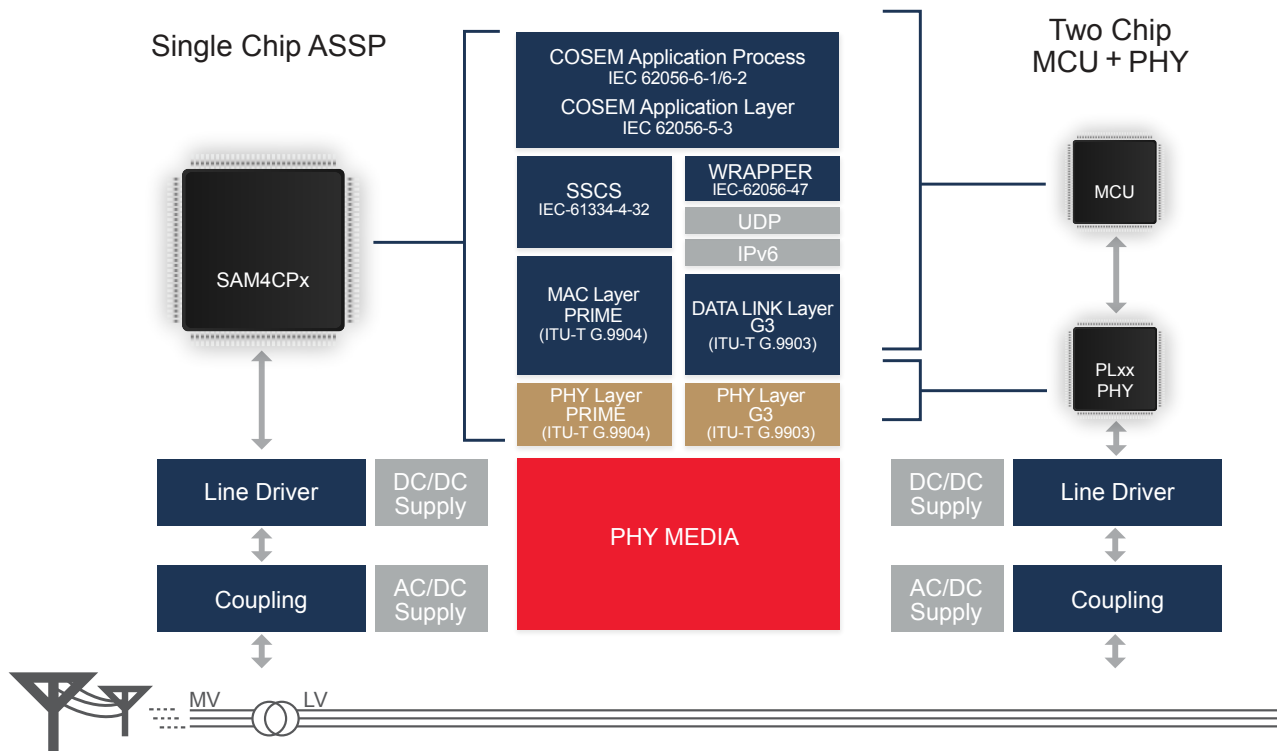 Single Chip ASSP
SAM4CPx
Line Driver
DC/DC
Supply
Coupling
AC/DC
Supply
COSEM Application Process
IEC 62056-6-1/6-2
COSEM Application Layer
IEC 62056-5-3
SSCS
IEC-61334-4-32
WRAPPER
IEC-62056-47
UDP
IPv6
MAC Layer
PRIME
(ITU-T G.9904)
DATA LINK Layer
G3
(ITU-T G.9903)
PHY Layer
PRIME
(ITU-T G.9904)
PHY Layer
G3
(ITU-T G.9903)
PHY MEDIA
Two Chip
MCU + PHY
MCU
PLxx
PHY
DC/DC
Supply
Line Driver
AC/DC
Supply
Coupling
MV
LV